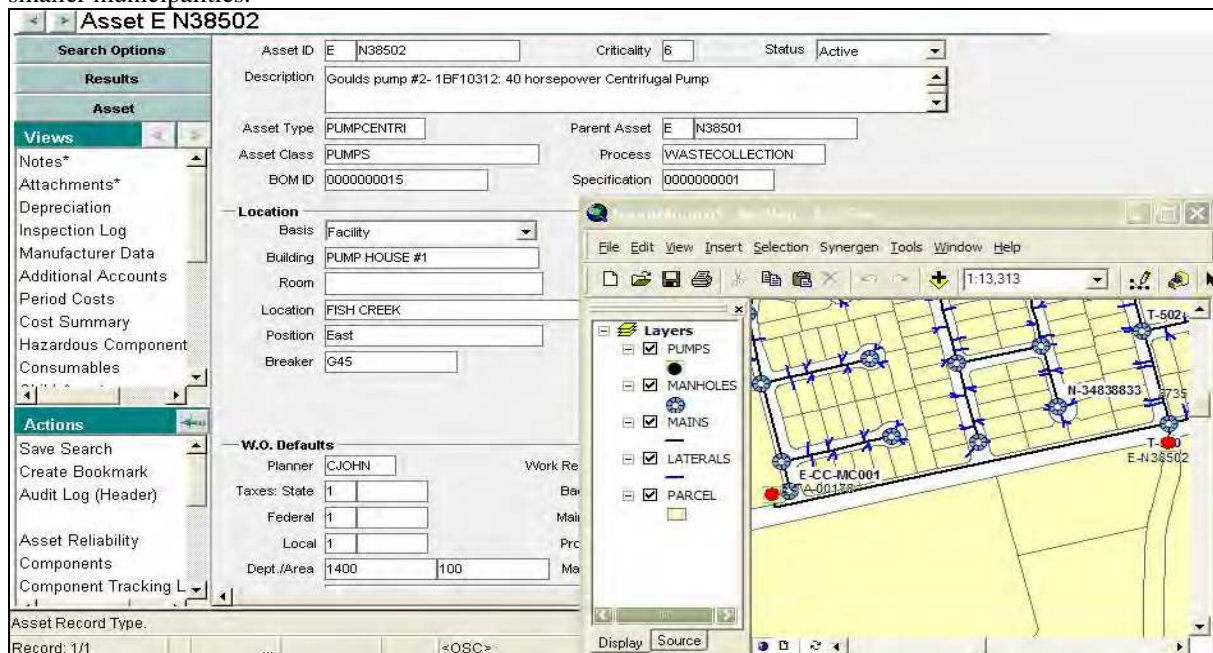 smaller municipalities.
Asset E N38502
Search Options
Results
Asset
Views
Notes*
Attachments*
Depreciation
Inspection Log
Manufacturer Data
Additional Accounts
Period Costs
Cost Summary
Hazardous Component
Consumables
Actions
Save Search
Create Bookmark
Audit Log (Header)
Asset Reliability
Components
Component Tracking L
Asset ID E N38502 Criticality 6 Status Active
Description Goulds pump #2- 1BF10312: 40 horsepower Centrifugal Pump
Asset Type PUMPCENTRI Parent Asset E N38501
Asset Class PUMPS Process WASTECOLLECTION
BOM ID 0000000015 Specification 0000000001
Location
Basis Facility
Building PUMP HOUSE #1
Room
Location FISH CREEK
Position East
Breaker G45
W.O. Defaults
Planner CJOHN Work Re
Taxes: State 1 Ba
Federal 1 Mai
Local 1 Pro
Dept./Area 1400 100 Ma
File Edit View Insert Selection Synergen Tools Window Help
1:13,313
Layers
PUMPS
MANHOLES
MAINS
LATERALS
PARCEL
Display Source
T-502
N-34838833
E-N38502
E-CC-MC001
Asset Record Type.
Record: 1/1 <OSC>